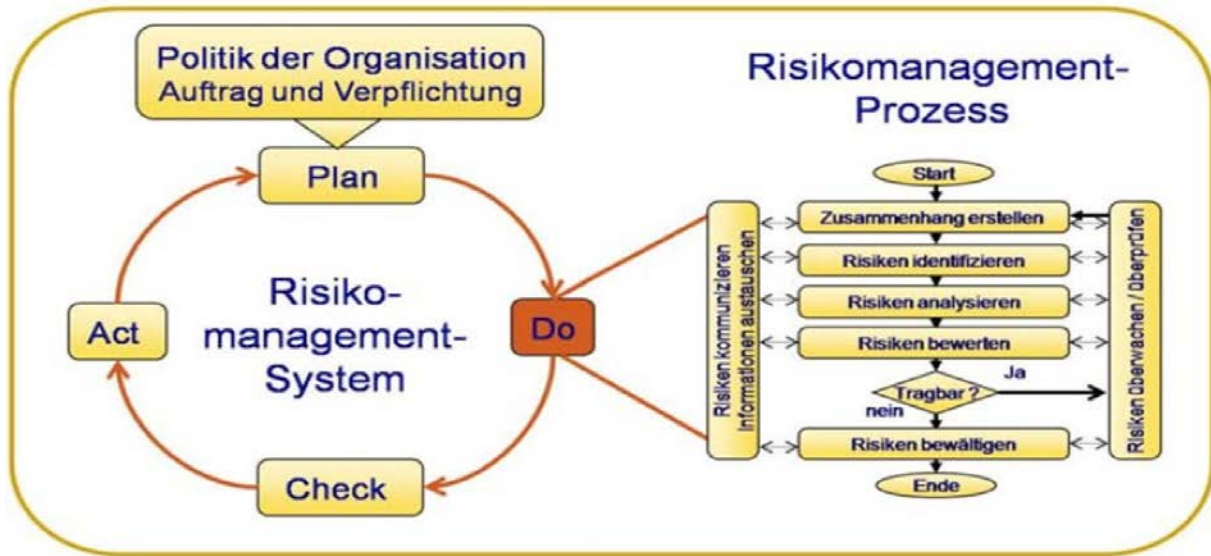 Politik der Organisation
Auftrag und Verpflichtung
Plan
Do
Check
Act
Risiko-
management-
System
Risikomanagement-
Prozess
Start
Zusammenhang erstellen
Risiken identifizieren
Risiken analysieren
Risiken bewerten
Tragbar ?
Ja
nein
Risiken bewältigen
Ende
Risiken kommunizieren
Informationen austauschen
Risiken überwachen / überprüfen